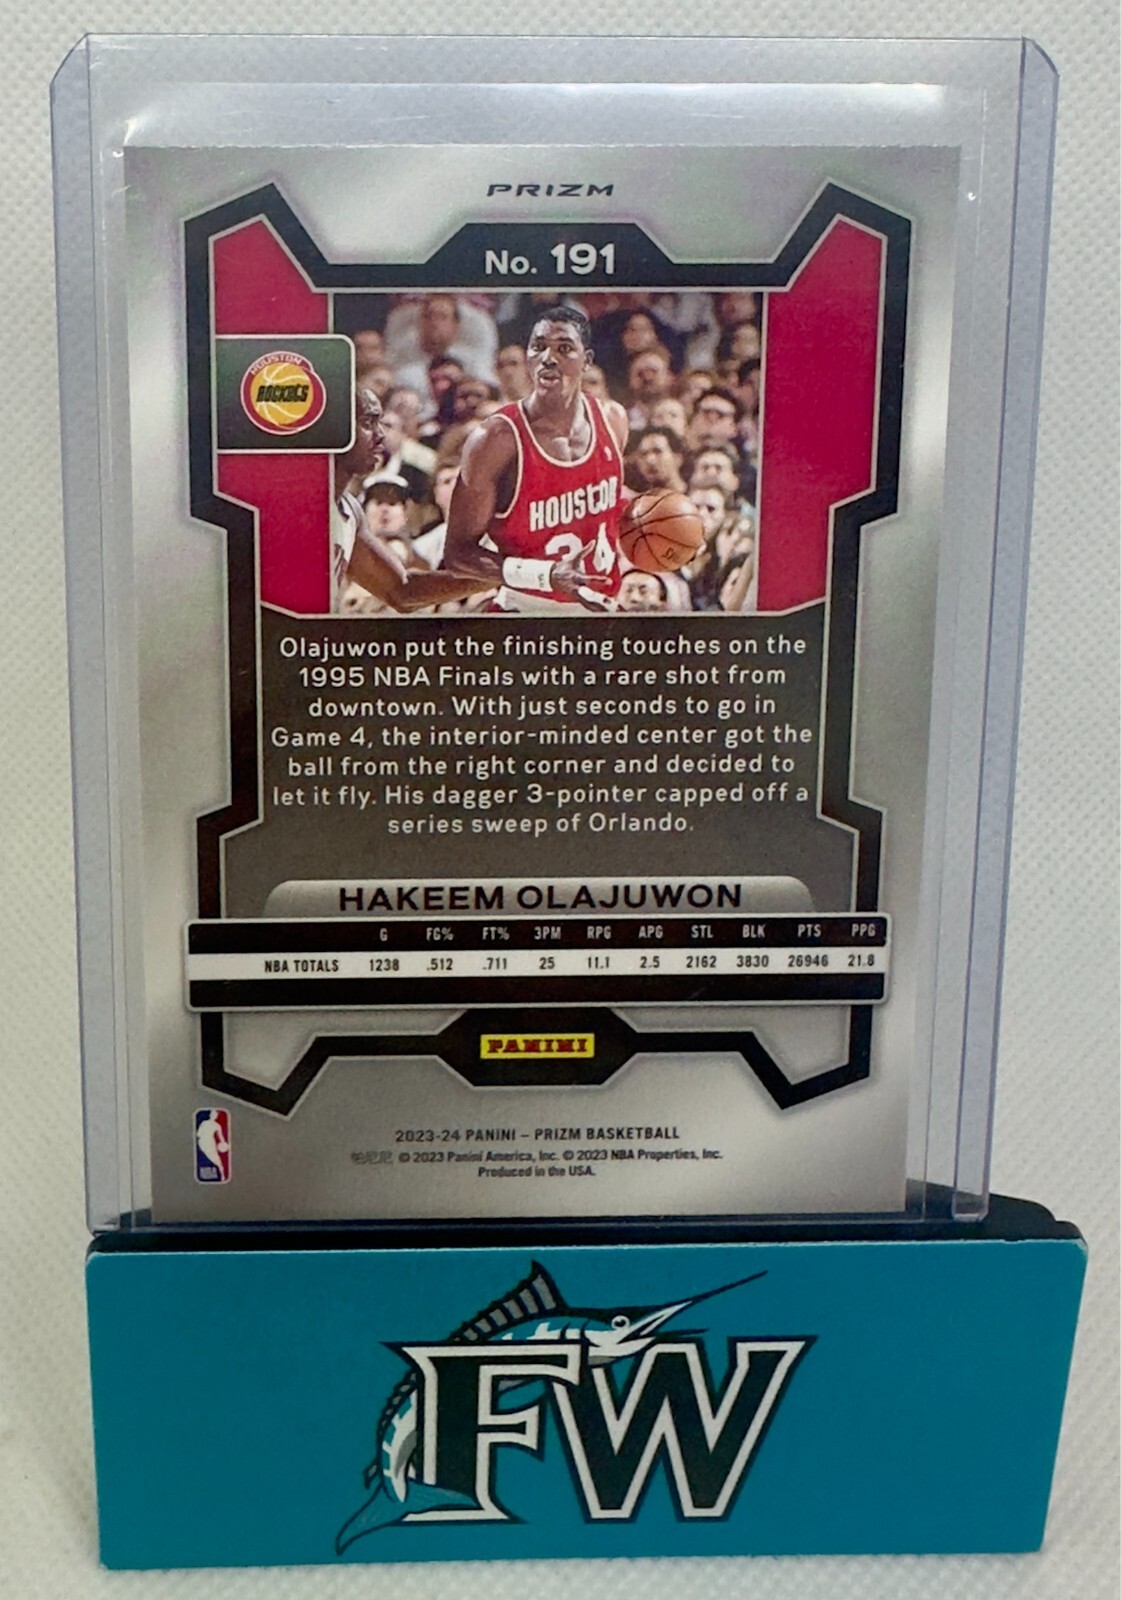 PRIZM
No. 191
HOUSTON
ROCKETS
HOUSTON
34
Olajuwon put the finishing touches on the
1995 NBA Finals with a rare shot from
downtown. With just seconds to go in
Game 4, the interior-minded center got the
ball from the right corner and decided to
let it fly. His dagger 3-pointer capped off a
series sweep of Orlando.
HAKEEM OLAJUWON
G FG% FT% 3PM RPG APG STL BLK PTS PPG
NBA TOTALS 1238 .512 .711 25 11.1 2.5 2162 3830 26946 21.8
PANINI
2023-24 PANINI – PRIZM BASKETBALL
© 2023 Panini America, Inc. © 2023 NBA Properties, Inc.
Produced in the USA.
NBA
FW